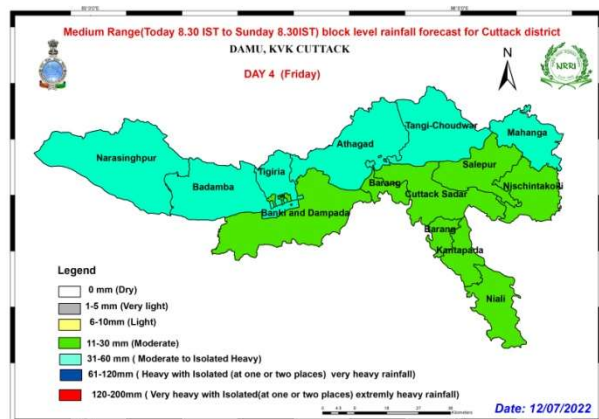 Medium Range(Today 8.30 IST to Sunday 8.30IST) block level rainfall forecast for Cuttack district
DAMU, KVK CUTTACK
DAY 4 (Friday)
N
NRRI
Tangi-Choudwar
Mahanga
Athagad
Narasinghpur
Tigiria
Salepur
Badamba
Barang
Nischintakoili
Cuttack Sadar
Banki and Dampada
Barang
Kantapada
Niali
Legend
0 mm (Dry)
1-5 mm (Very light)
6-10mm (Light)
11-30 mm (Moderate)
31-60 mm ( Moderate to Isolated Heavy)
61-120mm ( Heavy with Isolated (at one or two places) very heavy rainfall)
120-200mm ( Very heavy with Isolated(at one or two places) extremly heavy rainfall)
Date: 12/07/2022